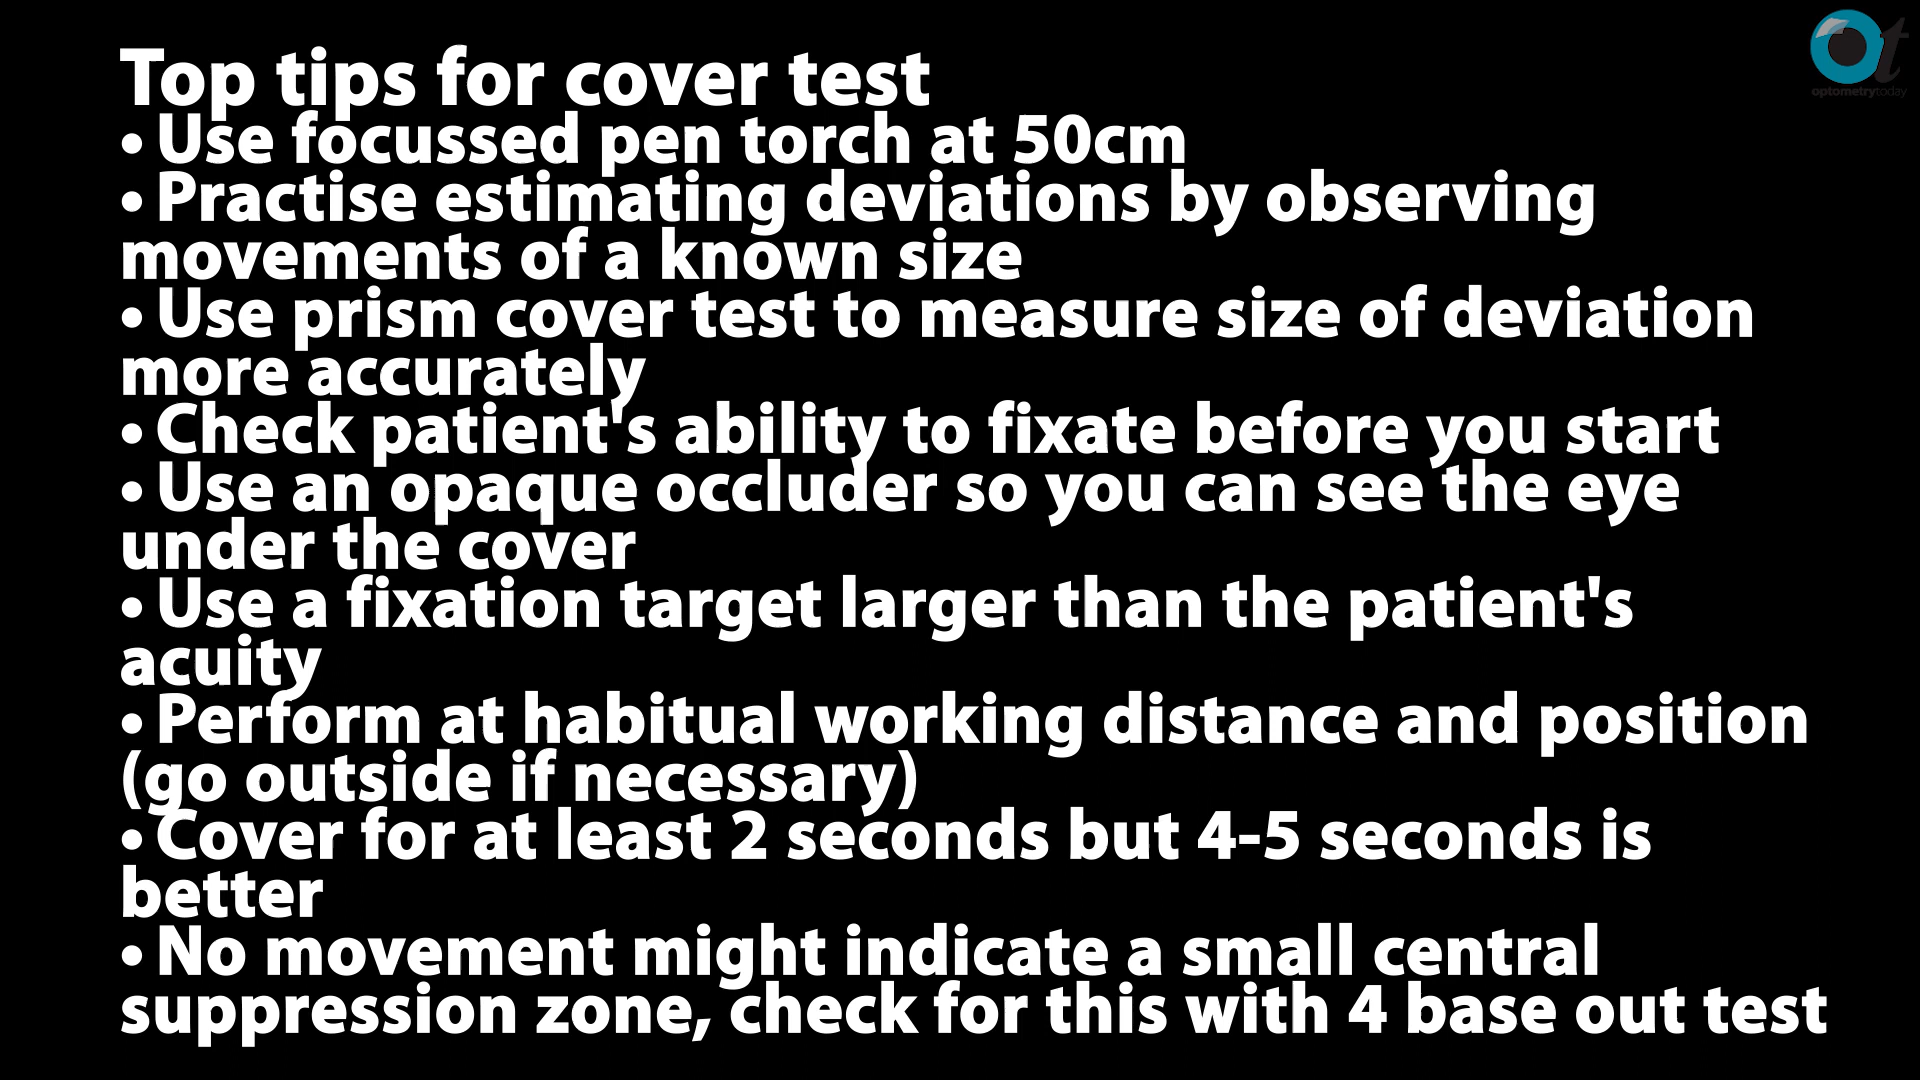 Top tips for cover test
• Use focussed pen torch at 50cm
• Practise estimating deviations by observing
movements of a known size
• Use prism cover test to measure size of deviation
more accurately
• Check patient's ability to fixate before you start
• Use an opaque occluder so you can see the eye
under the cover
• Use a fixation target larger than the patient's
acuity
• Perform at habitual working distance and position
(go outside if necessary)
• Cover for at least 2 seconds but 4-5 seconds is
better
• No movement might indicate a small central
suppression zone, check for this with 4 base out test
Ot
optometrytoday